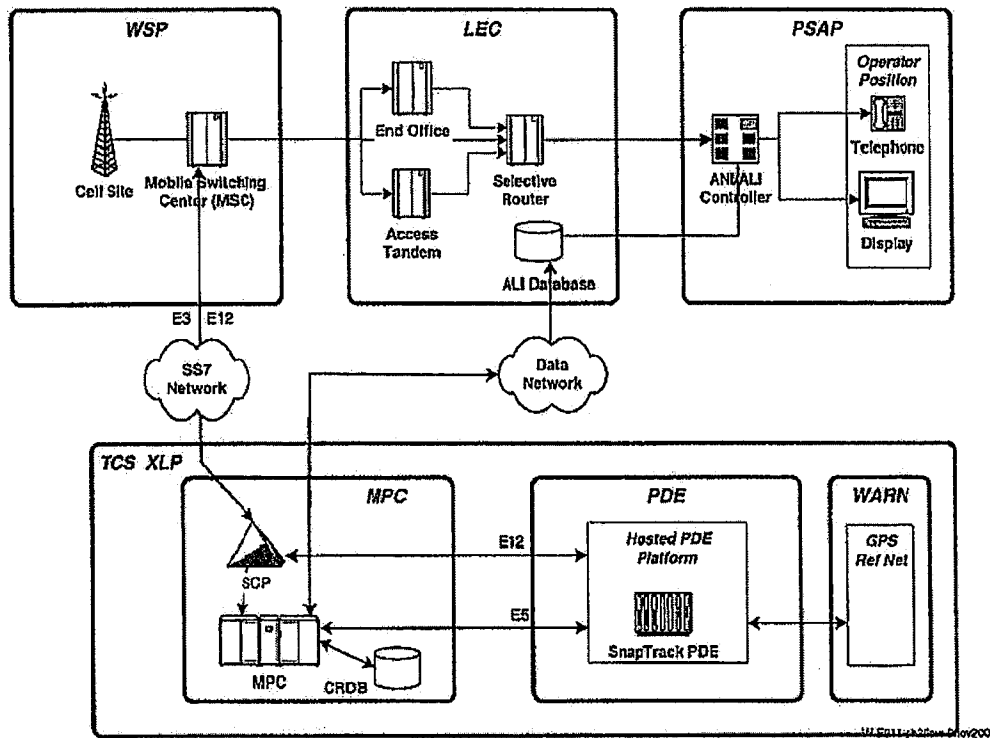 WSP
LEC
PSAP
Operator
Position
End Office
Cell Site
Mobile Switching
Center (MSC)
Selective
Router
ANI/ALI
Controller
Telephone
Access
Tandem
Display
ALI Database
E3
E12
SS7
Network
Data
Network
TCS XLP
MPC
PDE
WARN
E12
Hosted PDE
Platform
GPS
Ref Net
SCP
E5
SnapTrack PDE
MPC
CRDB